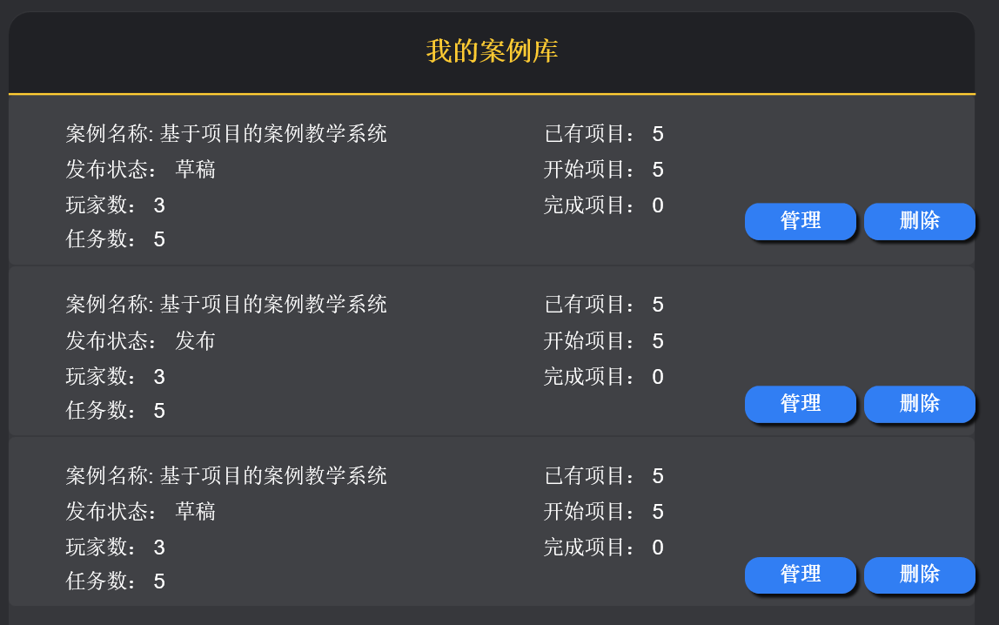 我的案例库
案例名称: 基于项目的案例教学系统
已有项目： 5
发布状态： 草稿
开始项目： 5
玩家数： 3
完成项目： 0
任务数： 5
管理
删除
案例名称: 基于项目的案例教学系统
已有项目： 5
发布状态： 发布
开始项目： 5
玩家数： 3
完成项目： 0
任务数： 5
管理
删除
案例名称: 基于项目的案例教学系统
已有项目： 5
发布状态： 草稿
开始项目： 5
玩家数： 3
完成项目： 0
任务数： 5
管理
删除